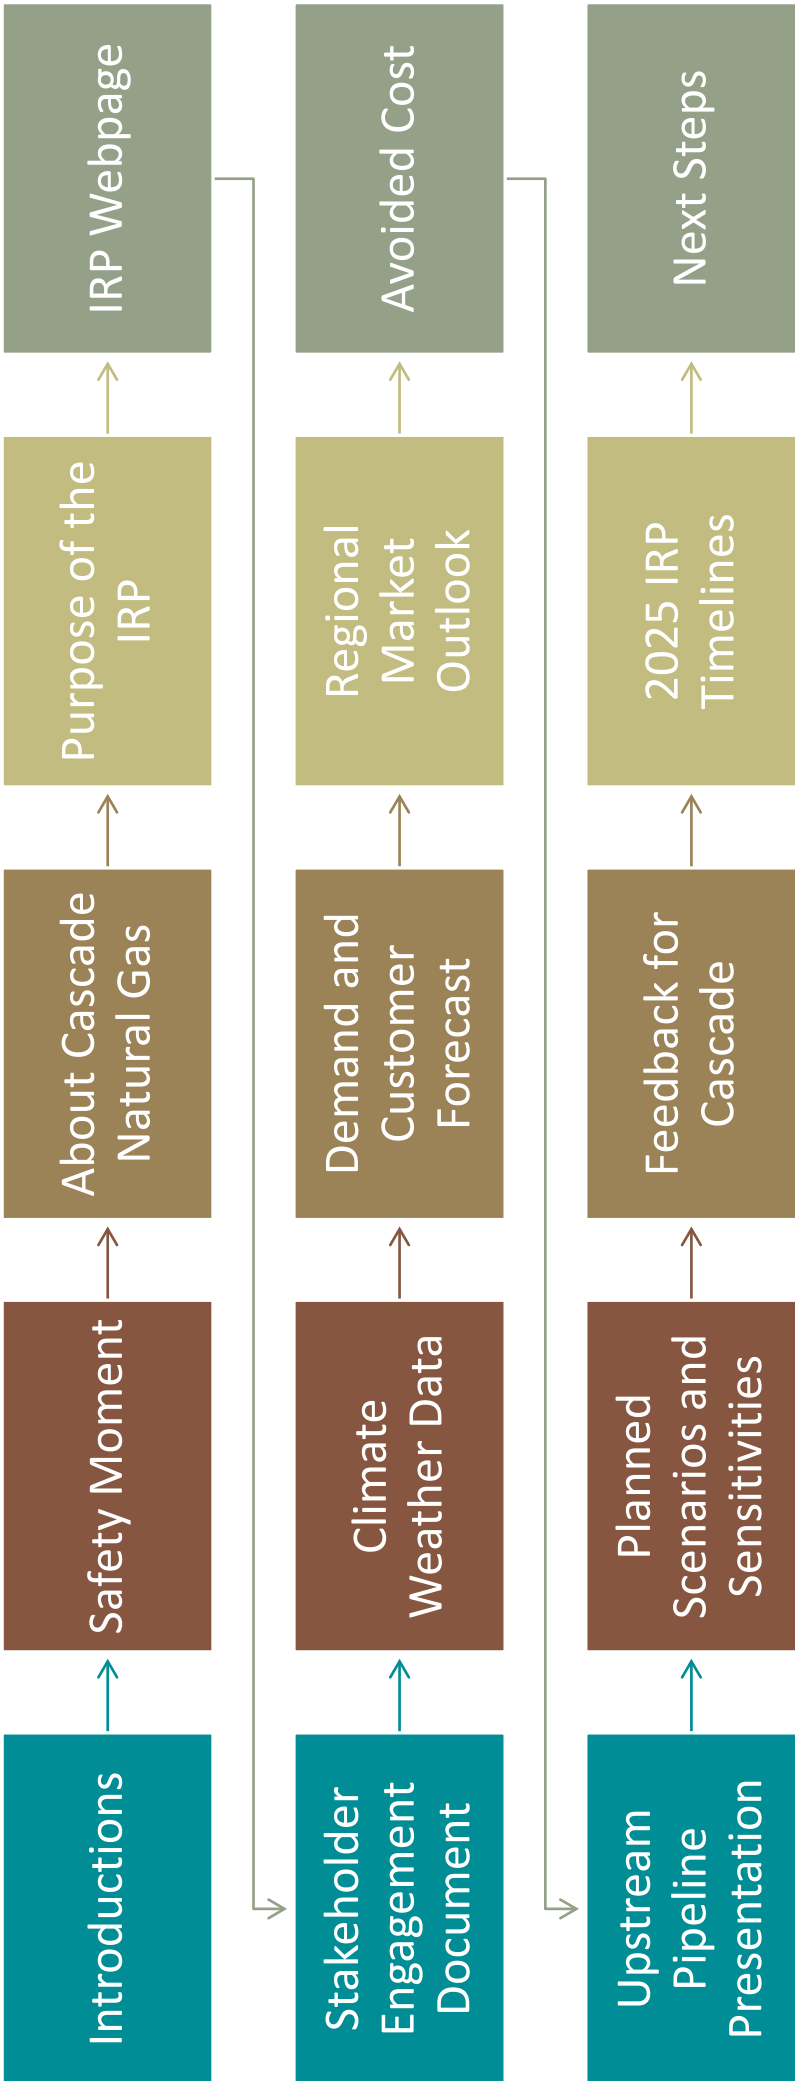 Introductions
Safety Moment
About Cascade
Natural Gas
Purpose of the
IRP
IRP Webpage
Stakeholder
Engagement
Document
Climate
Weather Data
Demand and
Customer
Forecast
Regional
Market
Outlook
Avoided Cost
Upstream
Pipeline
Presentation
Planned
Scenarios and
Sensitivities
Feedback for
Cascade
2025 IRP
Timelines
Next Steps